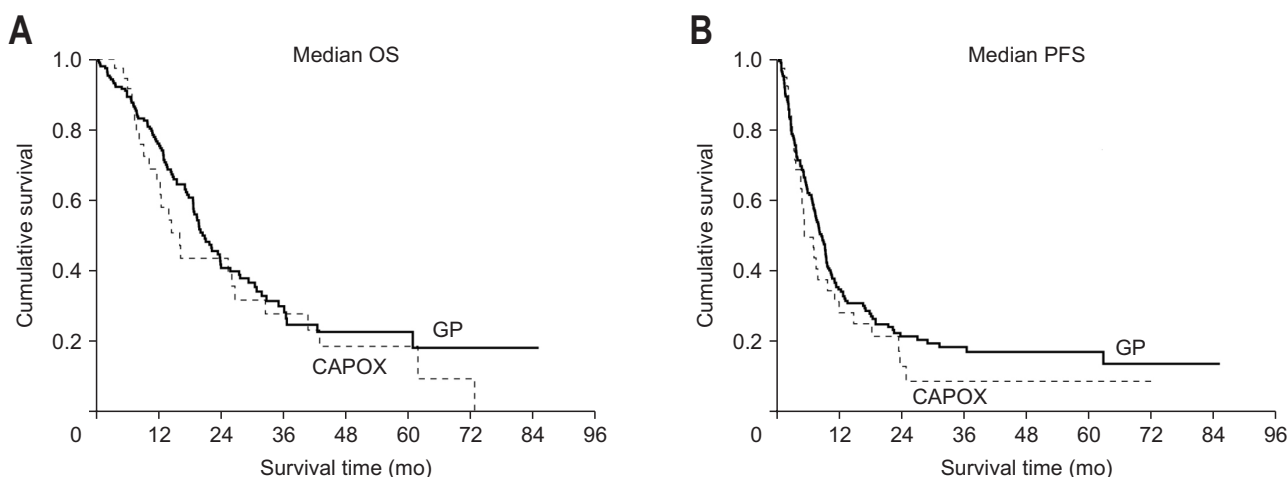 A
Median OS
1.0
0.8
0.6
0.4
0.2
0
12
24
36
48
60
72
84
96
Cumulative survival
Survival time (mo)
GP
CAPOX
B
Median PFS
1.0
0.8
0.6
0.4
0.2
0
12
24
36
48
60
72
84
96
Cumulative survival
Survival time (mo)
GP
CAPOX